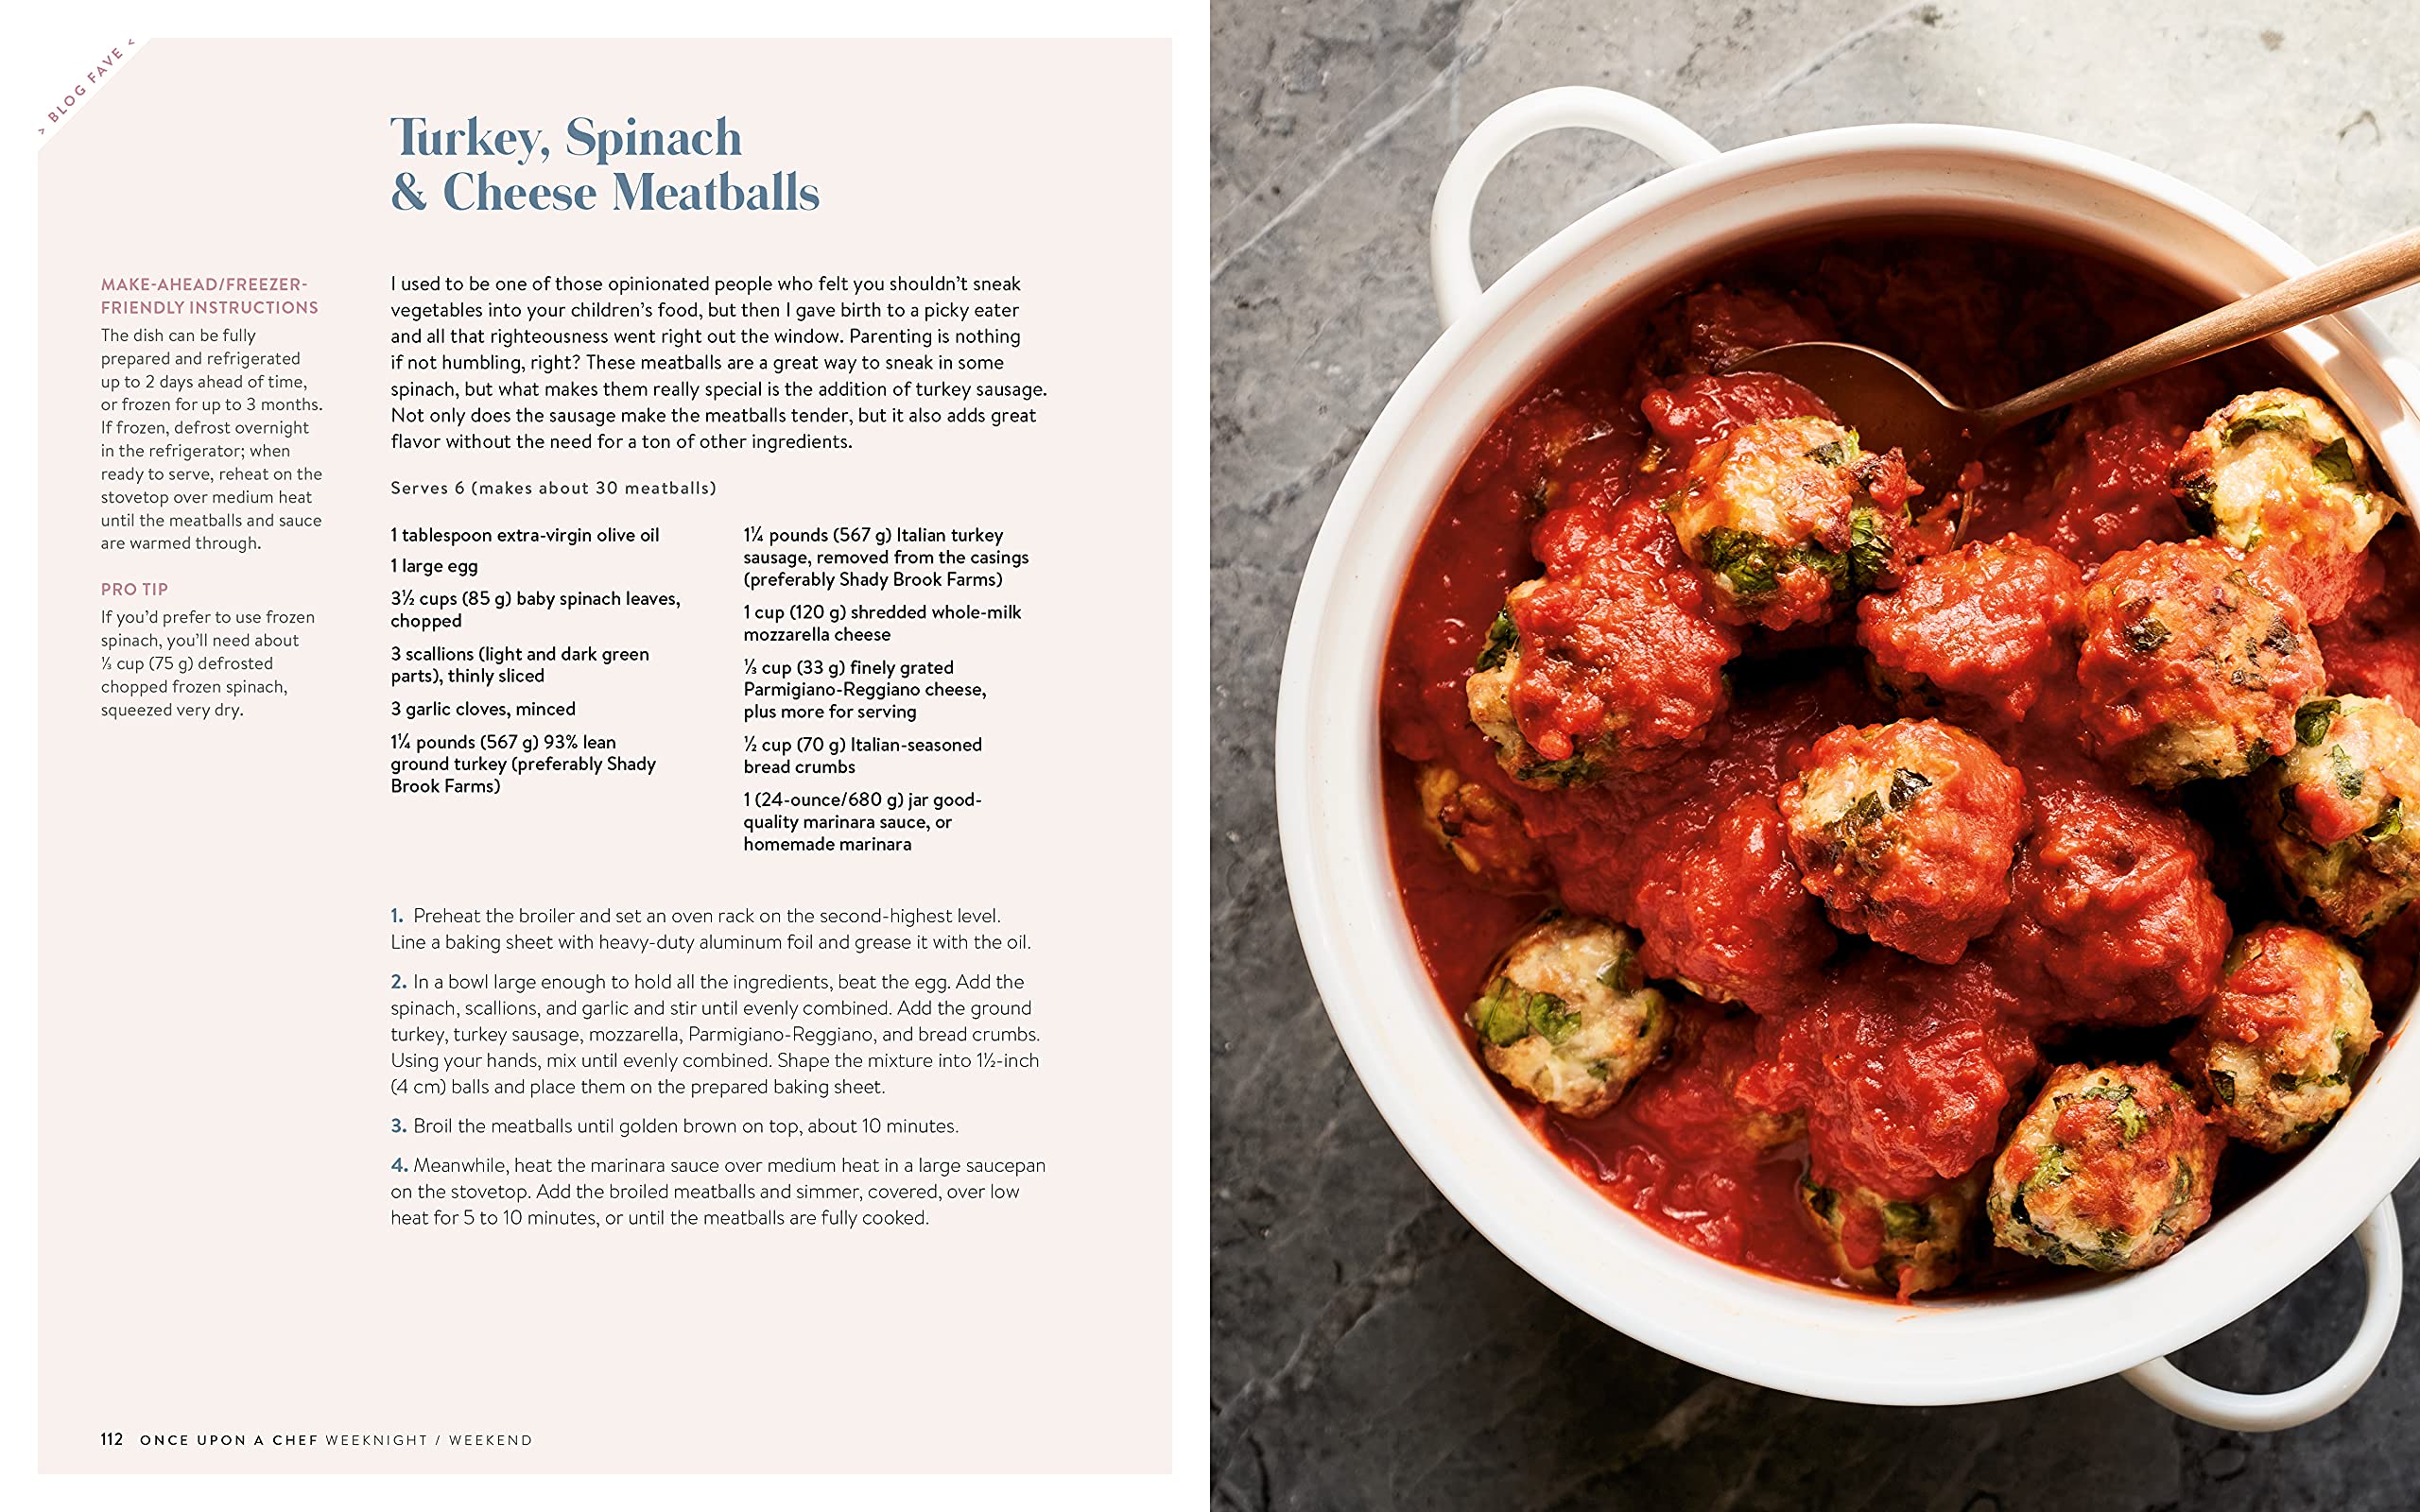 > BLOG FAVE <
Turkey, Spinach
& Cheese Meatballs
MAKE-AHEAD/FREEZER-
FRIENDLY INSTRUCTIONS
The dish can be fully
prepared and refrigerated
up to 2 days ahead of time,
or frozen for up to 3 months.
If frozen, defrost overnight
in the refrigerator; when
ready to serve, reheat on the
stovetop over medium heat
until the meatballs and sauce
are warmed through.
PRO TIP
If you’d prefer to use frozen
spinach, you’ll need about
⅓ cup (75 g) defrosted
chopped frozen spinach,
squeezed very dry.
I used to be one of those opinionated people who felt you shouldn’t sneak
vegetables into your children’s food, but then I gave birth to a picky eater
and all that righteousness went right out the window. Parenting is nothing
if not humbling, right? These meatballs are a great way to sneak in some
spinach, but what makes them really special is the addition of turkey sausage.
Not only does the sausage make the meatballs tender, but it also adds great
flavor without the need for a ton of other ingredients.
Serves 6 (makes about 30 meatballs)
1 tablespoon extra-virgin olive oil
1 large egg
3½ cups (85 g) baby spinach leaves,
chopped
3 scallions (light and dark green
parts), thinly sliced
3 garlic cloves, minced
1¼ pounds (567 g) 93% lean
ground turkey (preferably Shady
Brook Farms)
1¼ pounds (567 g) Italian turkey
sausage, removed from the casings
(preferably Shady Brook Farms)
1 cup (120 g) shredded whole-milk
mozzarella cheese
⅓ cup (33 g) finely grated
Parmigiano-Reggiano cheese,
plus more for serving
½ cup (70 g) Italian-seasoned
bread crumbs
1 (24-ounce/680 g) jar good-
quality marinara sauce, or
homemade marinara
1. Preheat the broiler and set an oven rack on the second-highest level.
Line a baking sheet with heavy-duty aluminum foil and grease it with the oil.
2. In a bowl large enough to hold all the ingredients, beat the egg. Add the
spinach, scallions, and garlic and stir until evenly combined. Add the ground
turkey, turkey sausage, mozzarella, Parmigiano-Reggiano, and bread crumbs.
Using your hands, mix until evenly combined. Shape the mixture into 1½-inch
(4 cm) balls and place them on the prepared baking sheet.
3. Broil the meatballs until golden brown on top, about 10 minutes.
4. Meanwhile, heat the marinara sauce over medium heat in a large saucepan
on the stovetop. Add the broiled meatballs and simmer, covered, over low
heat for 5 to 10 minutes, or until the meatballs are fully cooked.
112 ONCE UPON A CHEF WEEKNIGHT / WEEKEND